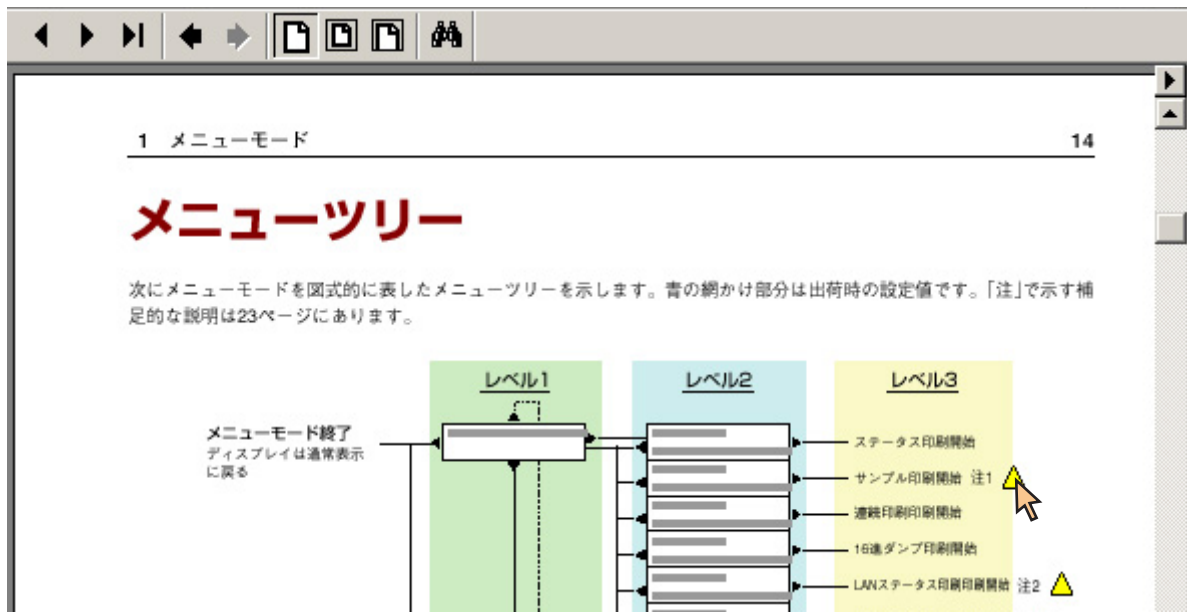 1 メニューモード 14
メニューツリー
次にメニューモードを図式的に表したメニューツリーを示します。青の網かけ部分は出荷時の設定値です。「注」で示す補
足的な説明は23ページにあります。
レベル1 レベル2 レベル3
メニューモード終了
ディスプレイは通常表示
に戻る
ステータス印刷開始
サンプル印刷開始 注1
連続印刷印刷開始
16進ダンプ印刷開始
LANステータス印刷印刷開始 注2